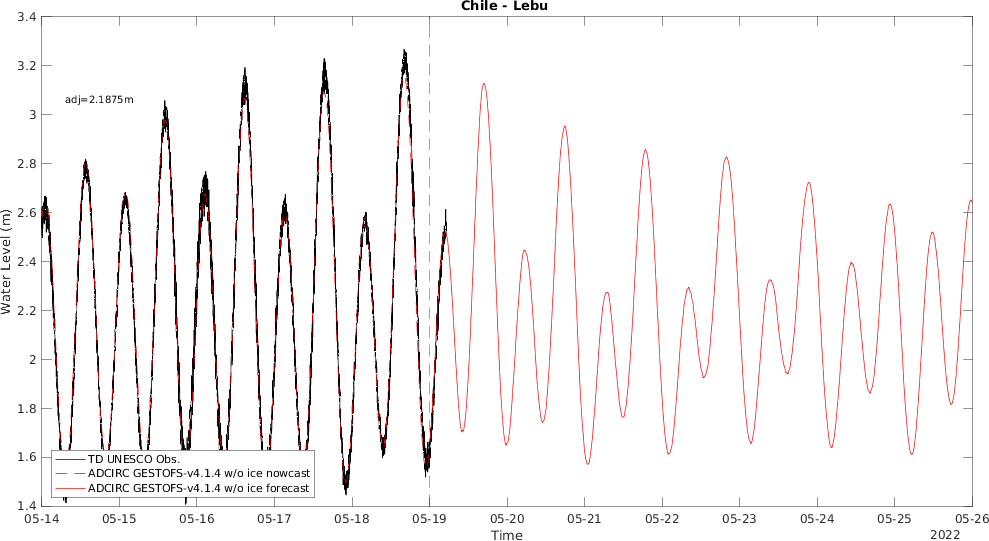 Chile - Lebu
3.4
3.2
3
2.8
2.6
2.4
2.2
2
1.8
1.6
1.4
Water Level (m)
adj=2.1875m
TD UNESCO Obs.
ADCIRC GESTOFS-v4.1.4 w/o ice nowcast
ADCIRC GESTOFS-v4.1.4 w/o ice forecast
05-14 05-15 05-16 05-17 05-18 05-19 05-20 05-21 05-22 05-23 05-24 05-25 05-26
Time
2022